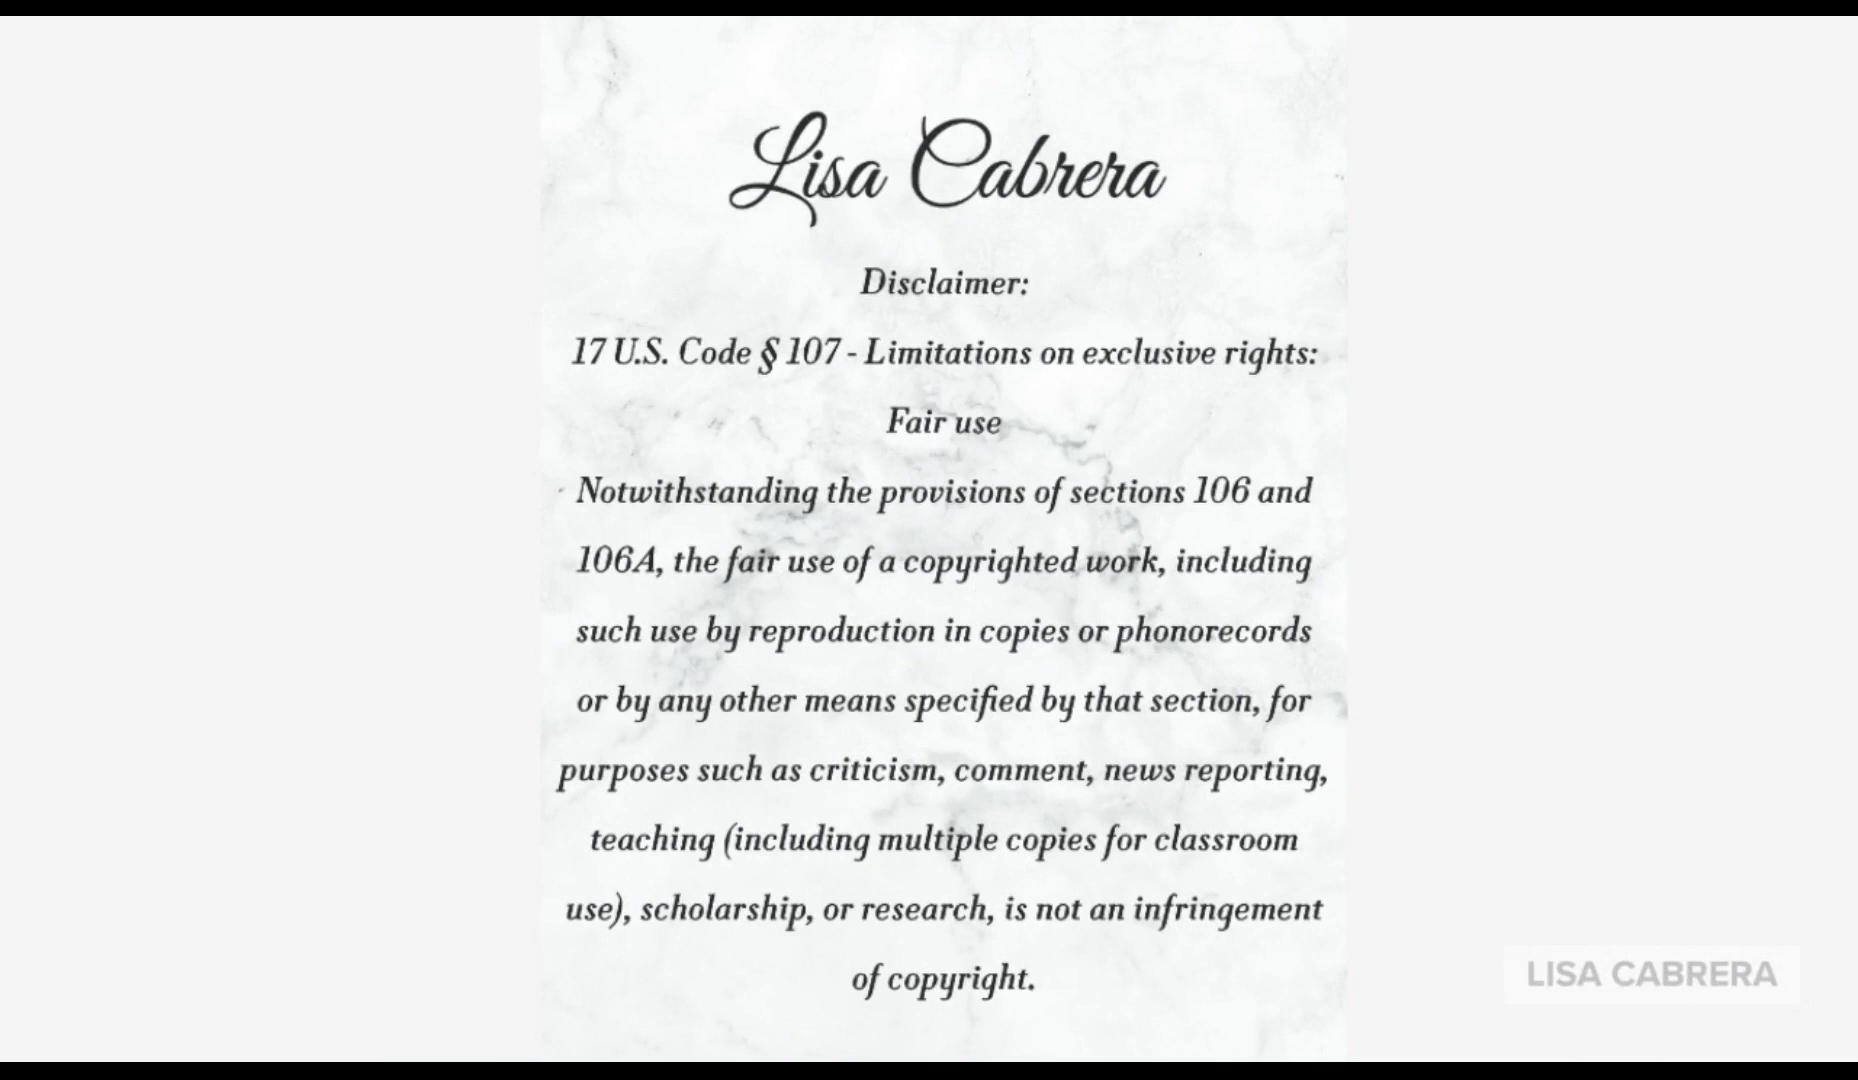 Lisa Cabrera
Disclaimer:
17 U.S. Code § 107 - Limitations on exclusive rights:
Fair use
Notwithstanding the provisions of sections 106 and
106A, the fair use of a copyrighted work, including
such use by reproduction in copies or phonorecords
or by any other means specified by that section, for
purposes such as criticism, comment, news reporting,
teaching (including multiple copies for classroom
use), scholarship, or research, is not an infringement
of copyright.
LISA CABRERA